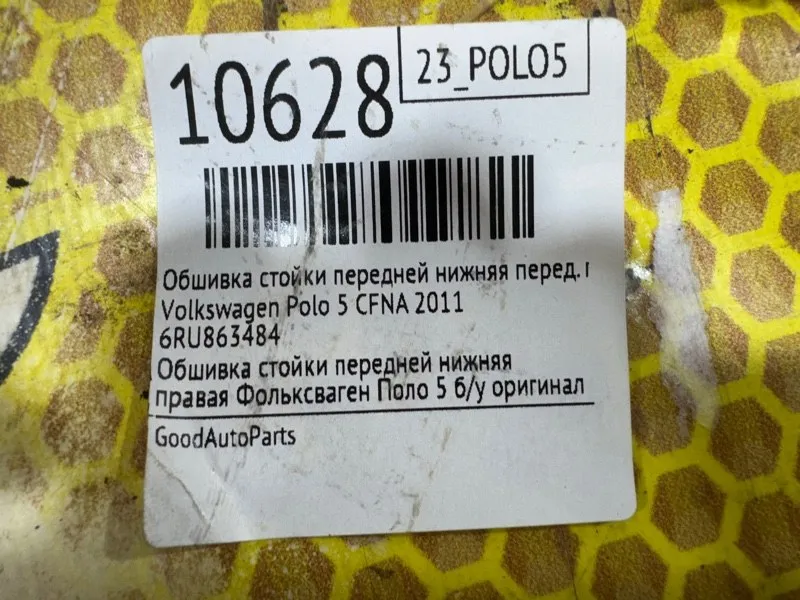 10628
23_POLO5
Обшивка стойки передней нижняя перед.
Volkswagen Polo 5 CFNA 2011
6RU863484
Обшивка стойки передней нижняя
правая Фольксваген Поло 5 б/у оригинал
GoodAutoParts